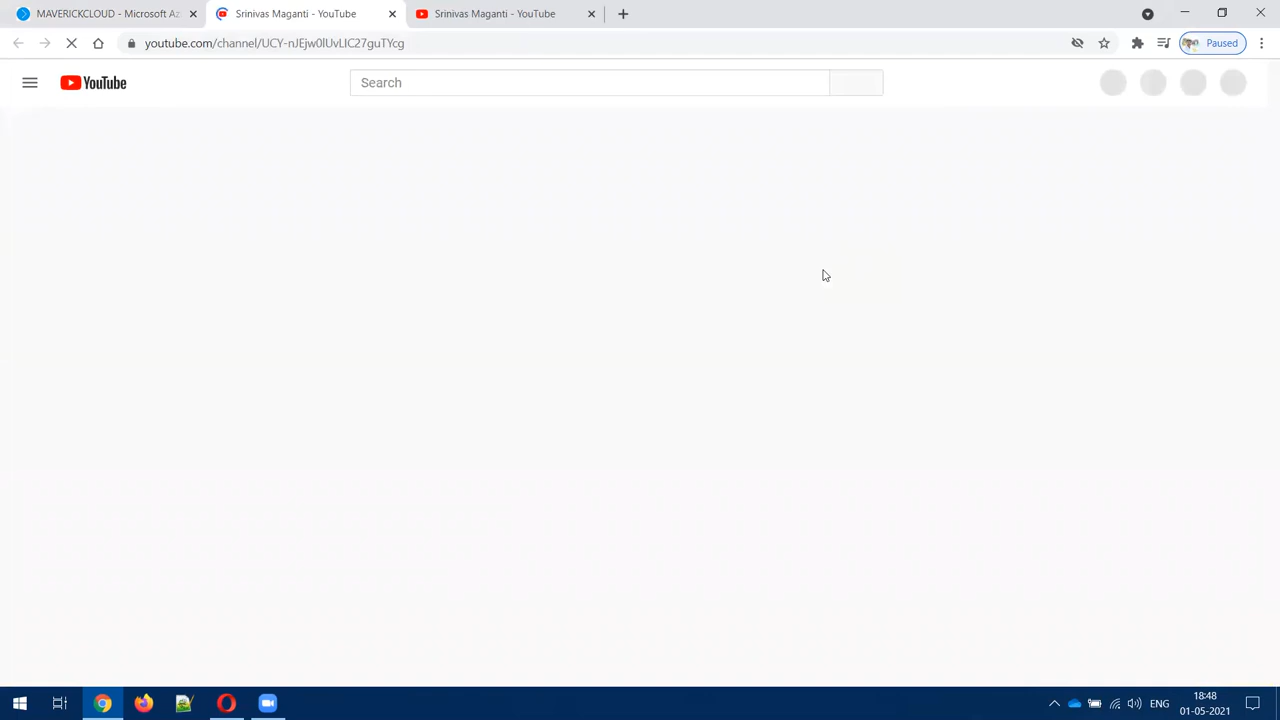 MAVERICKCLOUD - Microsoft Az
Srinivas Maganti - YouTube
Srinivas Maganti - YouTube
youtube.com/channel/UCY-nJEjw0lUvLIC27guTYcg
Paused
YouTube
Search
ENG
18:48
01-05-2021